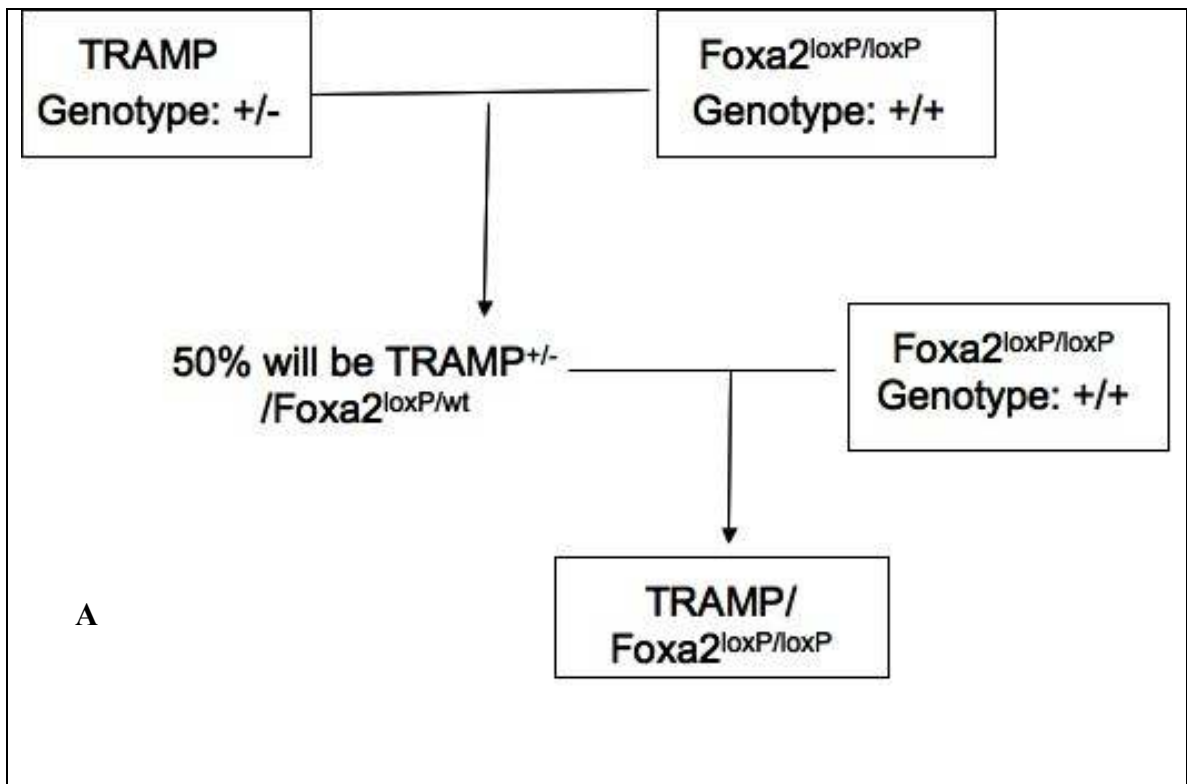 TRAMP
Genotype: +/-
Foxa2loxP/loxP
Genotype: +/+
50% will be TRAMP+/-
/Foxa2loxP/wt
Foxa2loxP/loxP
Genotype: +/+
A
TRAMP/
Foxa2loxP/loxP